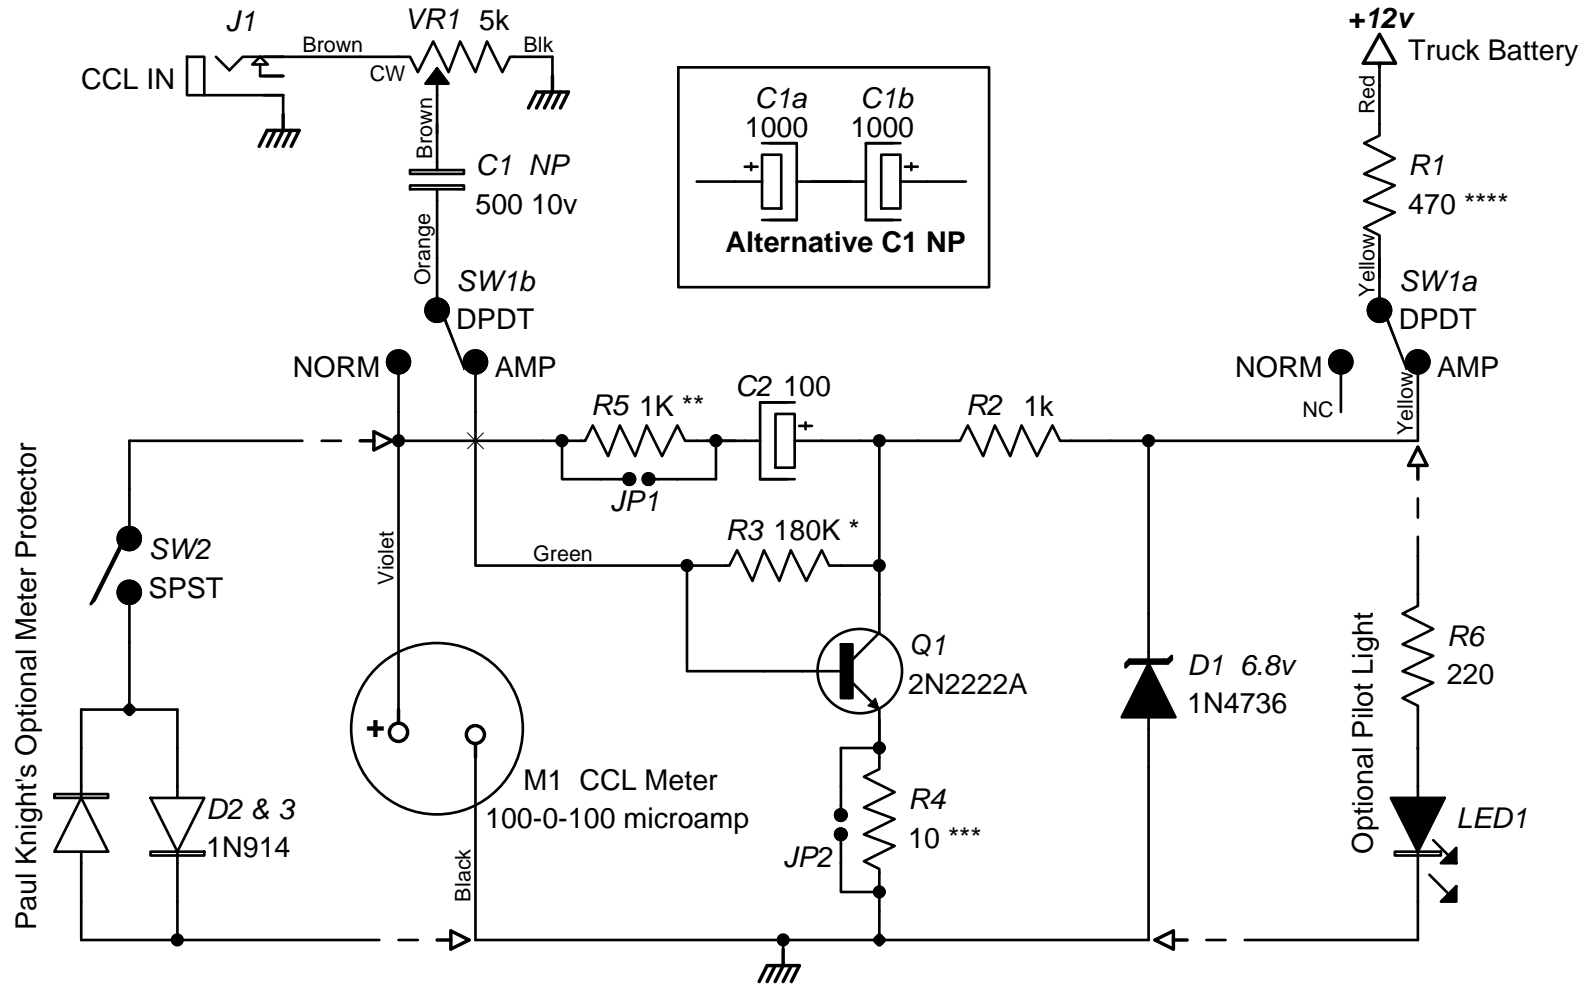 J1
VR1 5k
+12v
Brown
Blk
Truck Battery
CCL IN
CW
Red
C1a
1000
C1b
1000
Brown
C1 NP
500 10v
+
+
R1
470 ****
Alternative C1 NP
Orange
Yellow
SW1b
DPDT
SW1a
DPDT
NORM
AMP
NORM
AMP
NC
Yellow
C2 100
R5 1K **
+
R2 1k
JP1
Paul Knight's Optional Meter Protector
SW2
SPST
Violet
Green
R3 180K *
Q1
2N2222A
D1 6.8v
1N4736
Optional Pilot Light
R6
220
+
M1 CCL Meter
100-0-100 microamp
D2 & 3
1N914
Black
R4
10 ***
JP2
LED1